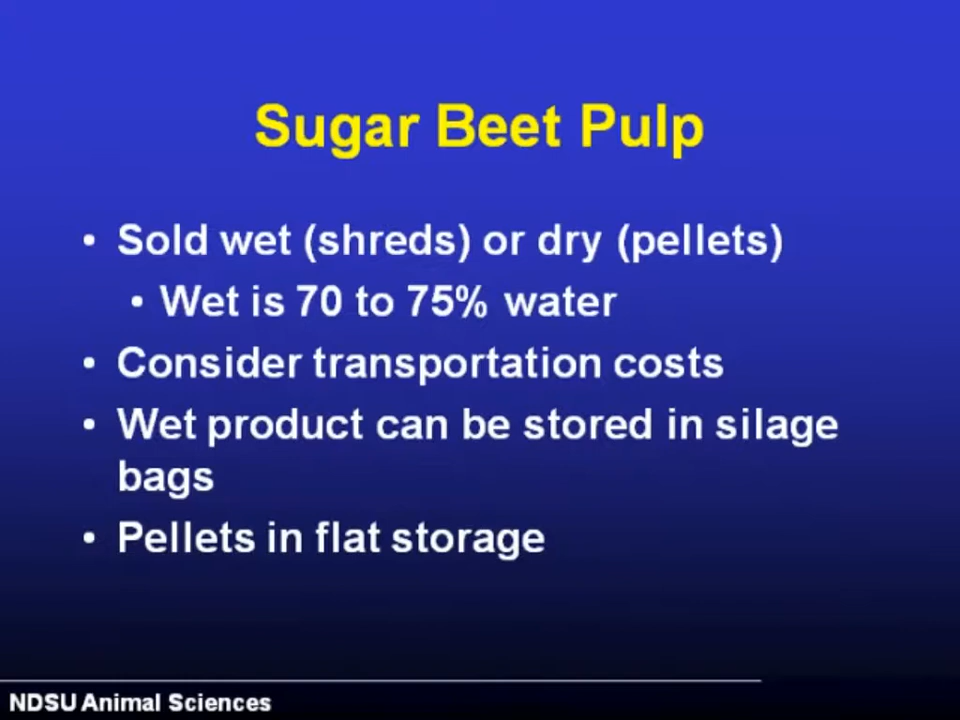 Sugar Beet Pulp
• Sold wet (shreds) or dry (pellets)
• Wet is 70 to 75% water
• Consider transportation costs
• Wet product can be stored in silage
bags
• Pellets in flat storage
NDSU Animal Sciences